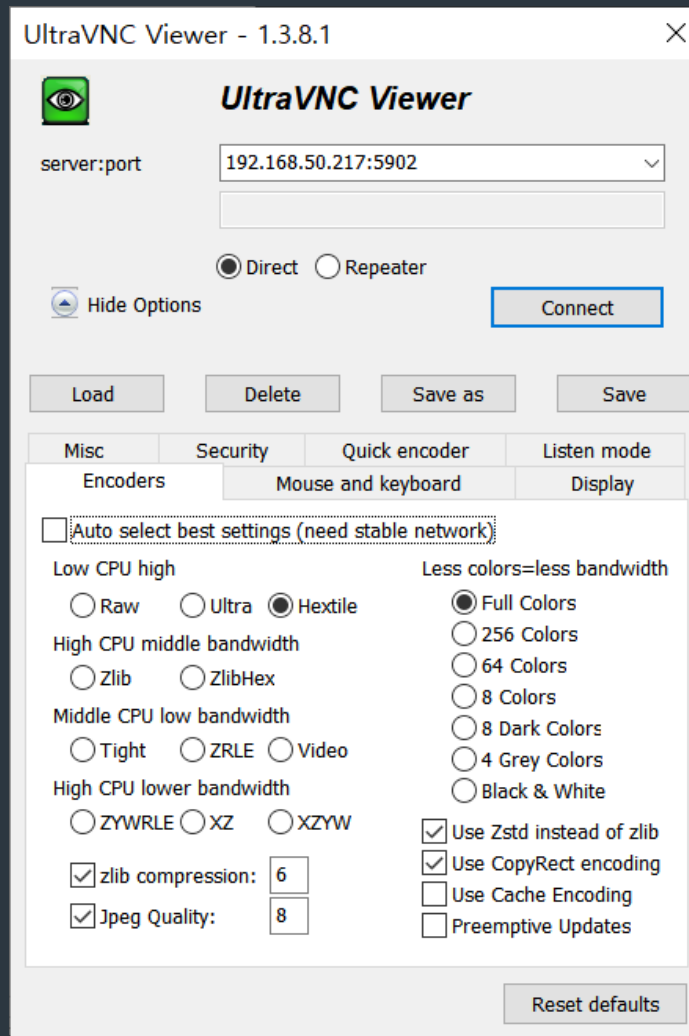 UltraVNC Viewer - 1.3.8.1
UltraVNC Viewer
server:port
192.168.50.217:5902
Direct Repeater
Hide Options
Connect
Load Delete Save as Save
Misc Security Quick encoder Listen mode
Encoders Mouse and keyboard Display
Auto select best settings (need stable network)
Low CPU high
Raw Ultra Hextile
High CPU middle bandwidth
Zlib ZlibHex
Middle CPU low bandwidth
Tight ZRLE Video
High CPU lower bandwidth
ZYWRLE XZ XZYW
zlib compression: 6
Jpeg Quality: 8
Less colors=less bandwidth
Full Colors
256 Colors
64 Colors
8 Colors
8 Dark Colors
4 Grey Colors
Black & White
Use Zstd instead of zlib
Use CopyRect encoding
Use Cache Encoding
Preemptive Updates
Reset defaults